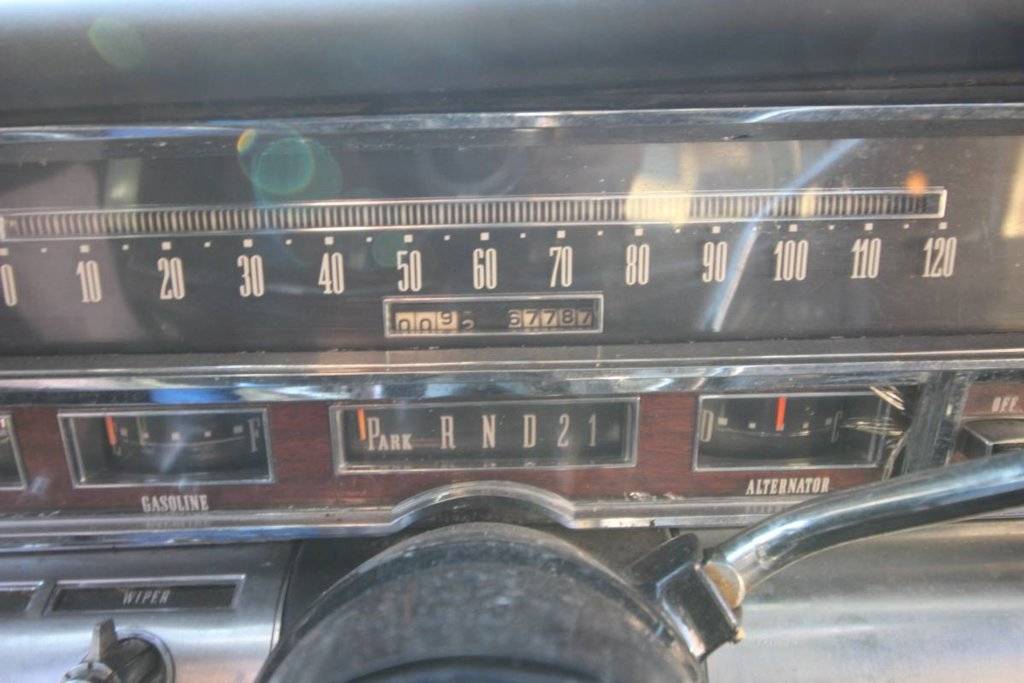 0 10 20 30 40 50 60 70 80 90 100 110 120
009 67787
F PARK R N D 2 1 D C OFF
GASOLINE ALTERNATOR
WIPER